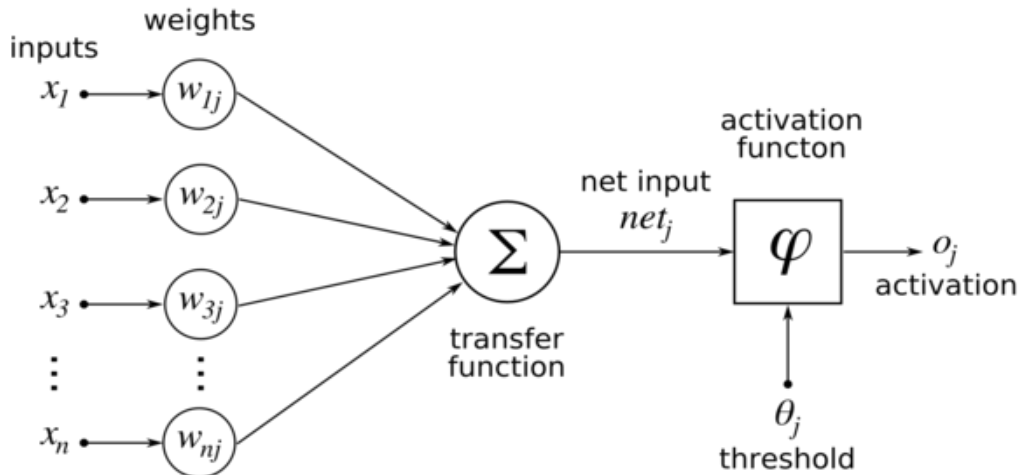 weights
inputs
x1
w1j
x2
w2j
x3
w3j
⋮
⋮
xn
wnj
Σ
transfer
function
net input
netj
activation
functon
φ
oj
activation
θj
threshold